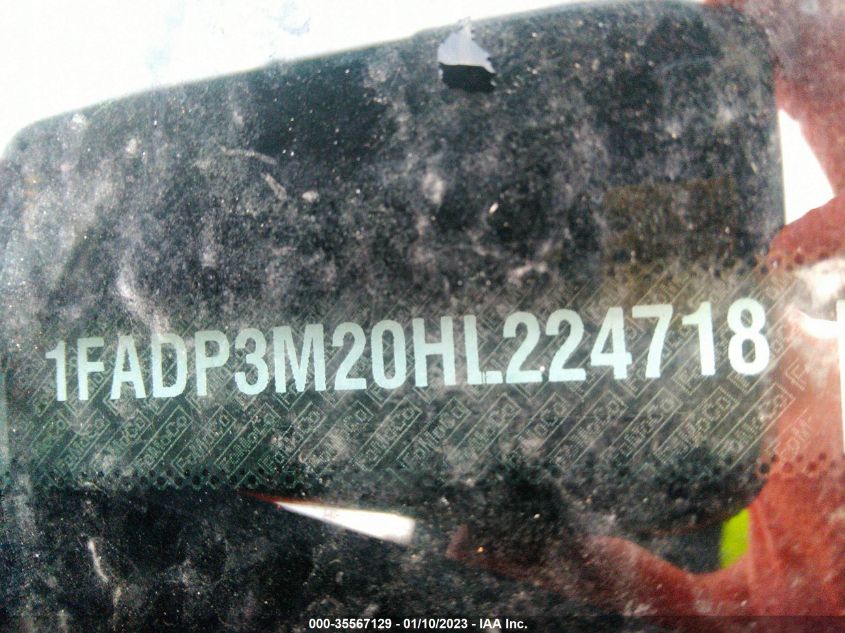 1FADP3M20HL224718
000-35567129 - 01/10/2023 - IAA Inc.